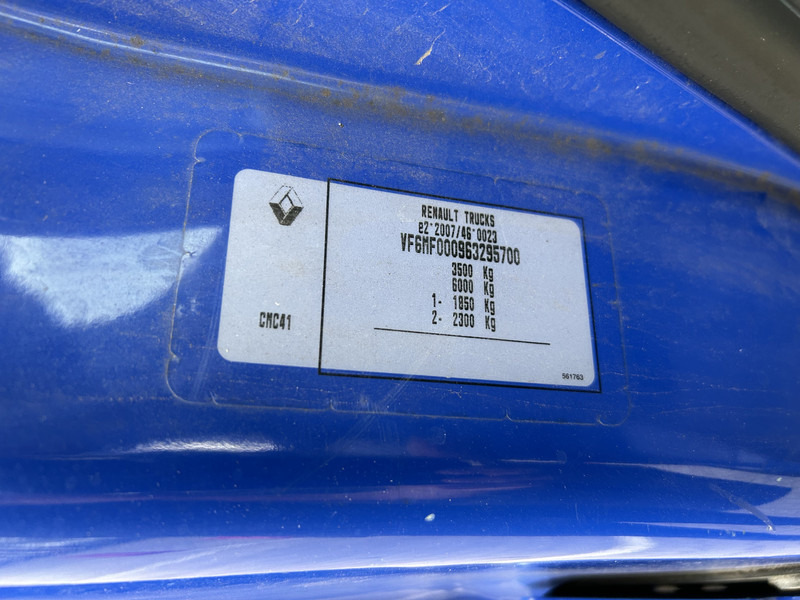 RENAULT TRUCKS
e2*2007/46*0023
VF6MF000963295700
3500 Kg
6000 Kg
1- 1850 Kg
2- 2300 Kg
CMC41
561763